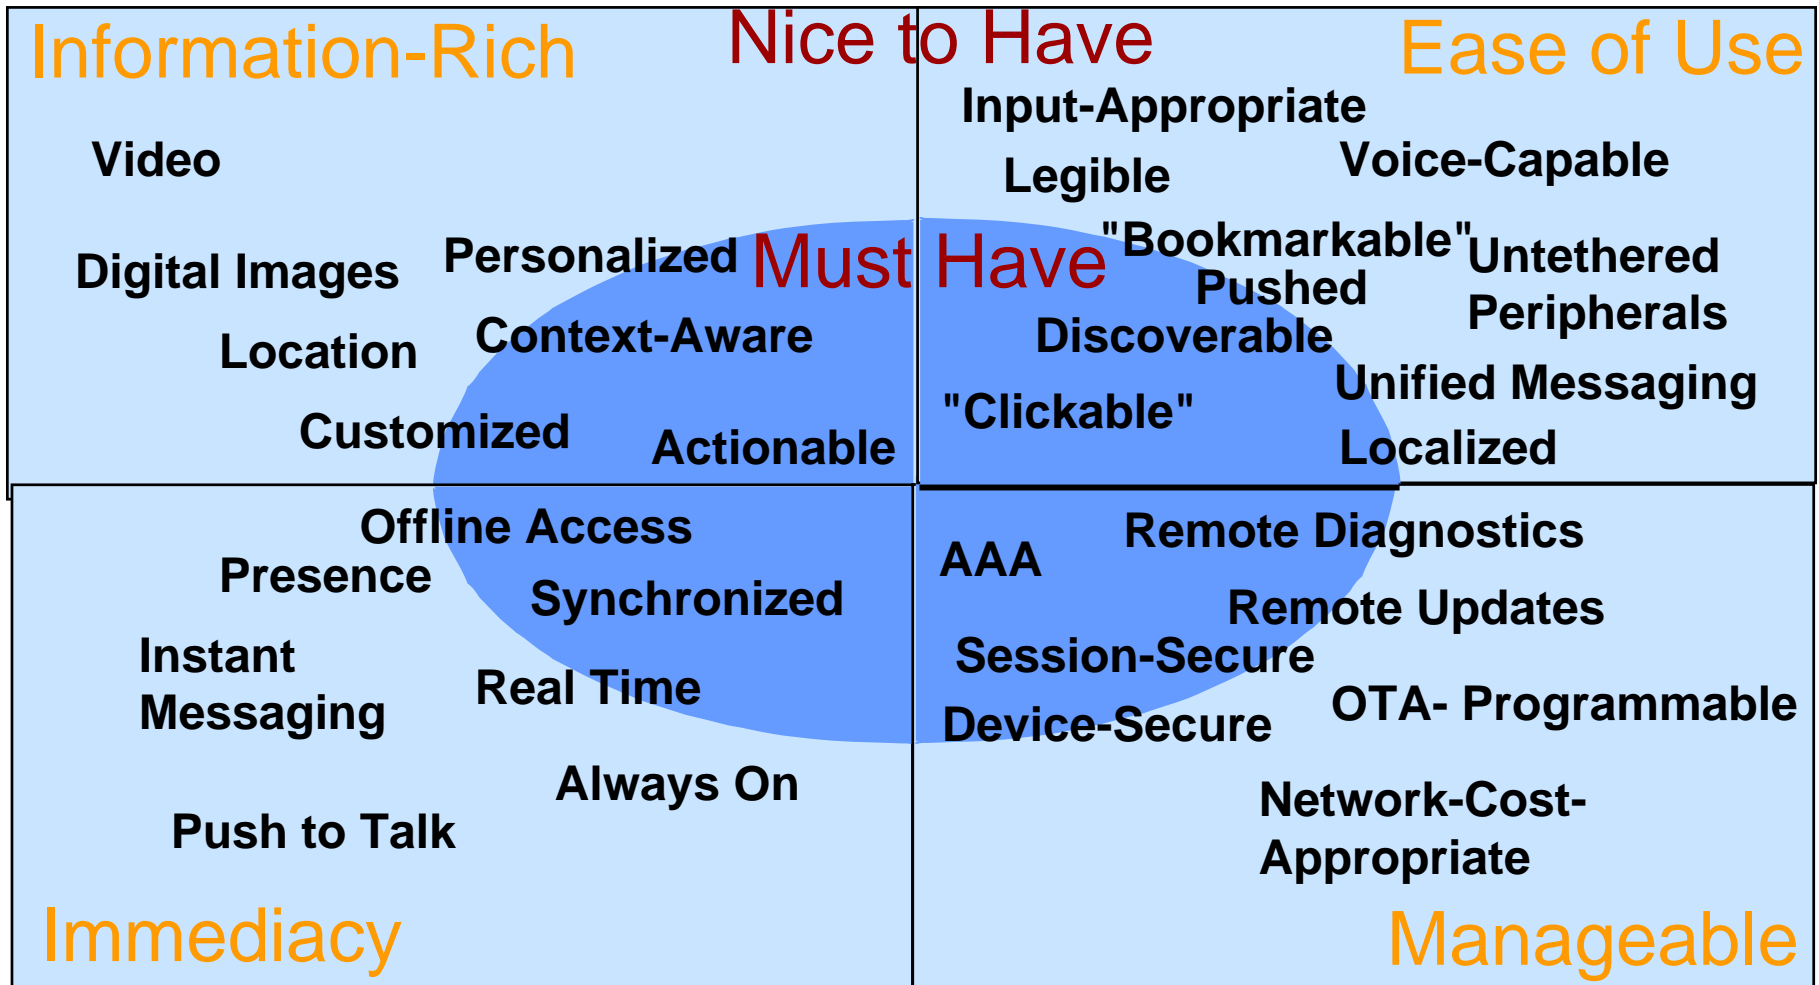 Nice to Have
Information-Rich
Video
Digital Images
Personalized
Location
Context-Aware
Customized
Actionable
Must Have
Ease of Use
Input-Appropriate
Voice-Capable
Legible
"Bookmarkable"
Pushed
Untethered
Peripherals
Discoverable
Unified Messaging
"Clickable"
Localized
Offline Access
Presence
Synchronized
Instant
Messaging
Real Time
Always On
Push to Talk
Immediacy
Remote Diagnostics
AAA
Remote Updates
Session-Secure
OTA- Programmable
Device-Secure
Network-Cost-
Appropriate
Manageable